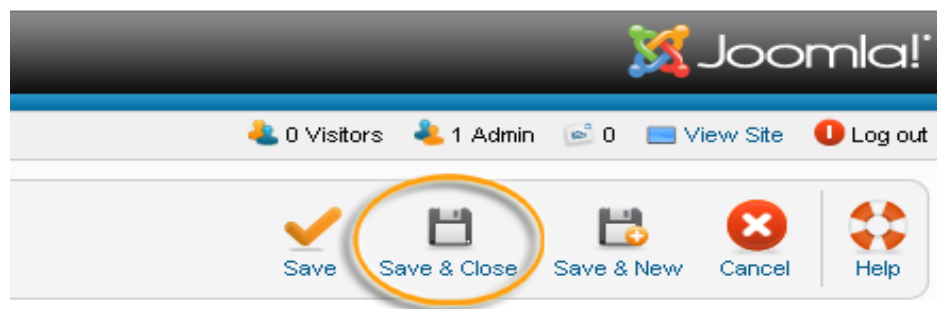 Joomla!
0 Visitors 1 Admin 0 View Site Log out
Save Save & Close Save & New Cancel Help